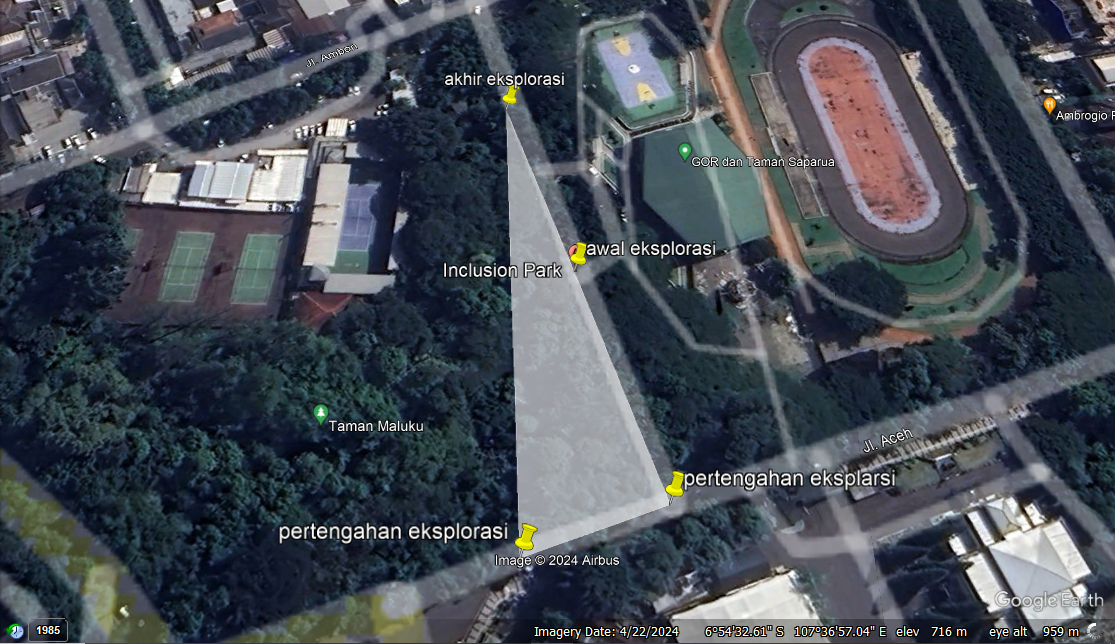 Jl. Ambon
akhir eksplorasi
Ambrogio
GOR dan Taman Saparua
awal eksplorasi
Inclusion Park
Taman Maluku
Jl. Aceh
pertengahan eksplarsi
pertengahan eksplorasi
Image © 2024 Airbus
Google Earth
1985
Imagery Date: 4/22/2024 6°54'32.61" S 107°36'57.04" E elev 716 m eye alt 959 m